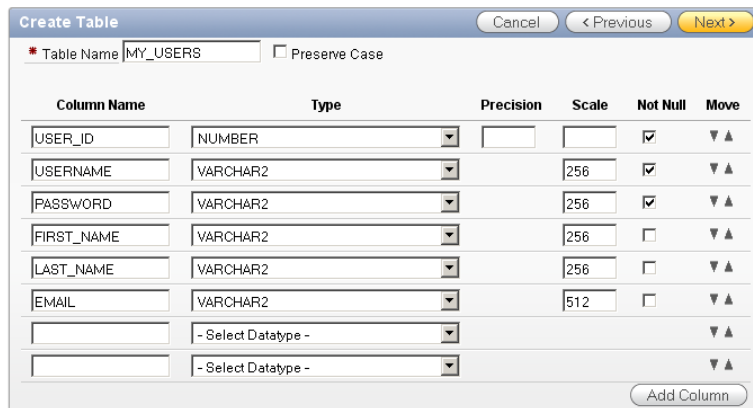 Create Table Cancel < Previous Next >
* Table Name MY_USERS Preserve Case
Column Name Type Precision Scale Not Null Move
USER_ID NUMBER
USERNAME VARCHAR2 256
PASSWORD VARCHAR2 256
FIRST_NAME VARCHAR2 256
LAST_NAME VARCHAR2 256
EMAIL VARCHAR2 512
- Select Datatype -
- Select Datatype -
Add Column